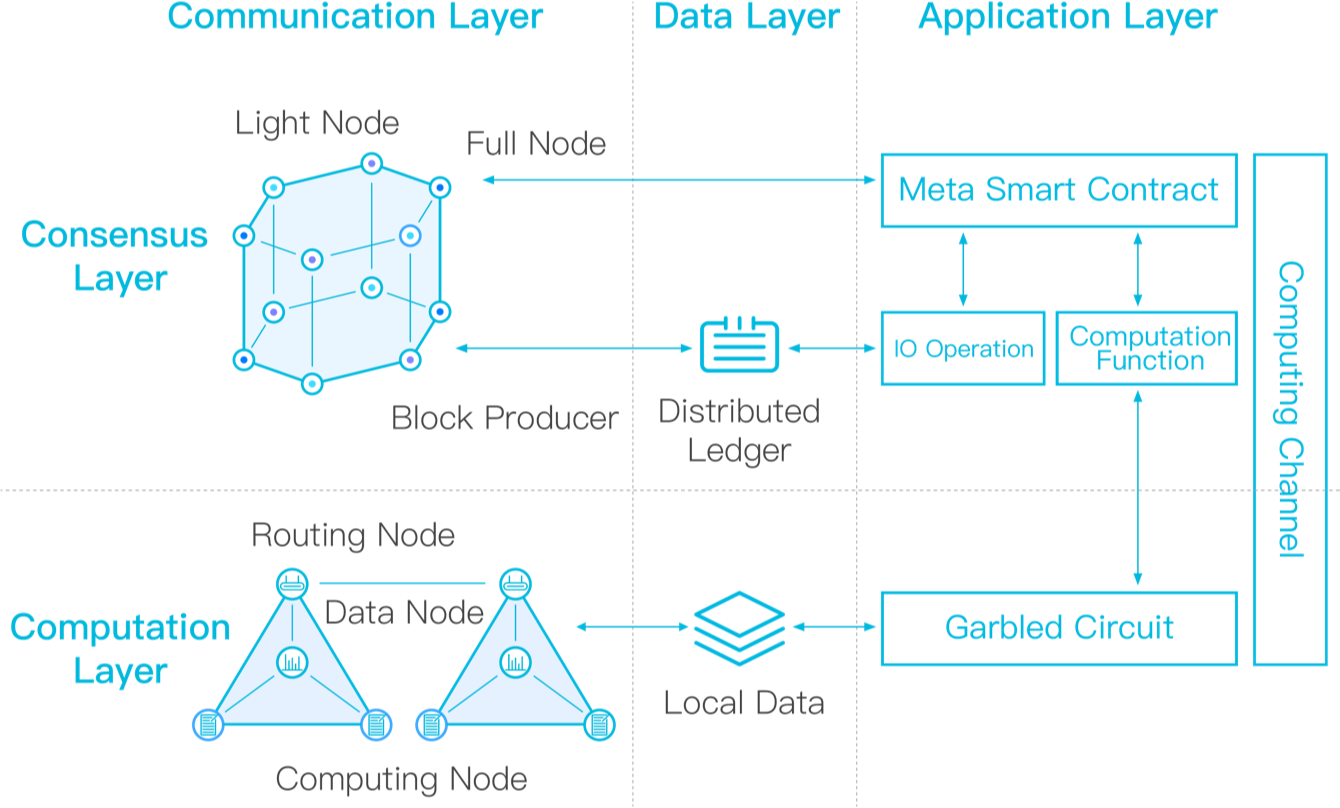 Communication Layer
Data Layer
Application Layer
Light Node
Full Node
Consensus
Layer
Meta Smart Contract
IO Operation
Computation
Function
Block Producer
Distributed
Ledger
Computing Channel
Routing Node
Data Node
Computation
Layer
Garbled Circuit
Local Data
Computing Node